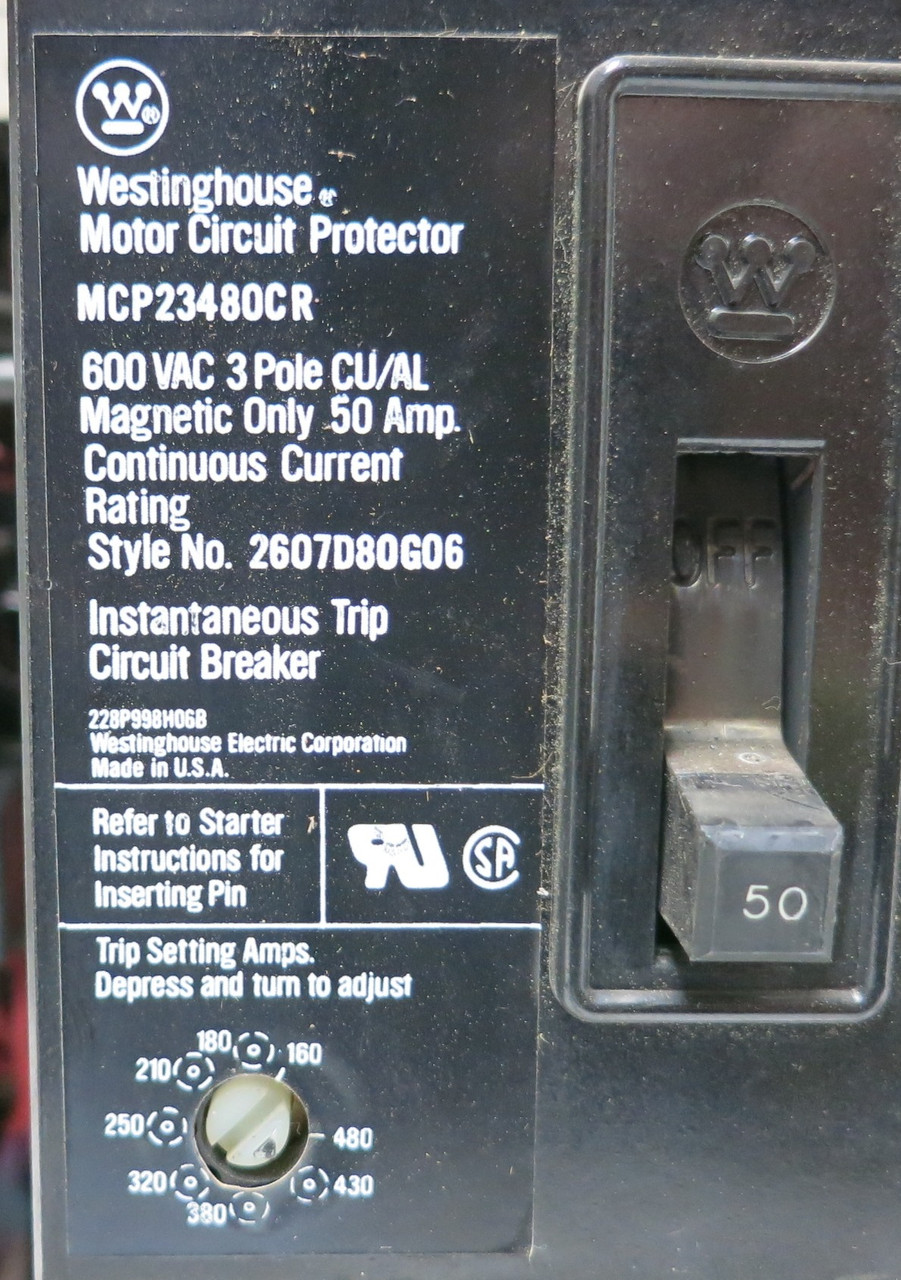 W®
Westinghouse®
Motor Circuit Protector
MCP23480CR
600 VAC 3 Pole CU/AL
Magnetic Only 50 Amp.
Continuous Current
Rating
Style No. 2607D80G06
Instantaneous Trip
Circuit Breaker
228P998H06B
Westinghouse Electric Corporation
Made in U.S.A.
Refer to Starter
Instructions for
Inserting Pin
UR
SA
Trip Setting Amps.
Depress and turn to adjust
180 160
210
250
480
320 430
380
W
OFF
50